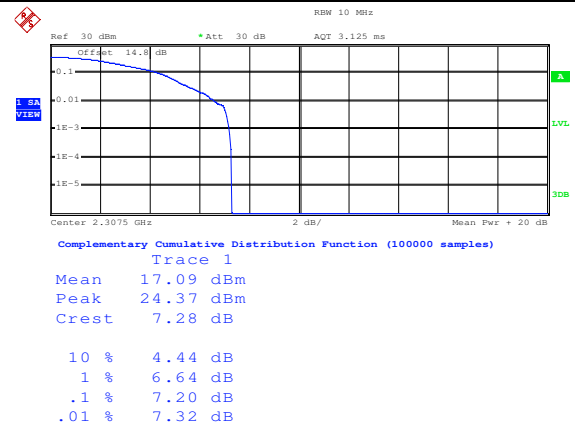 RBW 10 MHz
Ref 30 dBm *Att 30 dB AQT 3.125 ms
Offset 14.8 dB
0.1
A
0.01
1 SA
VIEW
1E-3
LVL
1E-4
1E-5
3DB
Center 2.3075 GHz 2 dB/ Mean Pwr + 20 dB
Complementary Cumulative Distribution Function (100000 samples)
Trace 1
Mean 17.09 dBm
Peak 24.37 dBm
Crest 7.28 dB
10 % 4.44 dB
1 % 6.64 dB
.1 % 7.20 dB
.01 % 7.32 dB